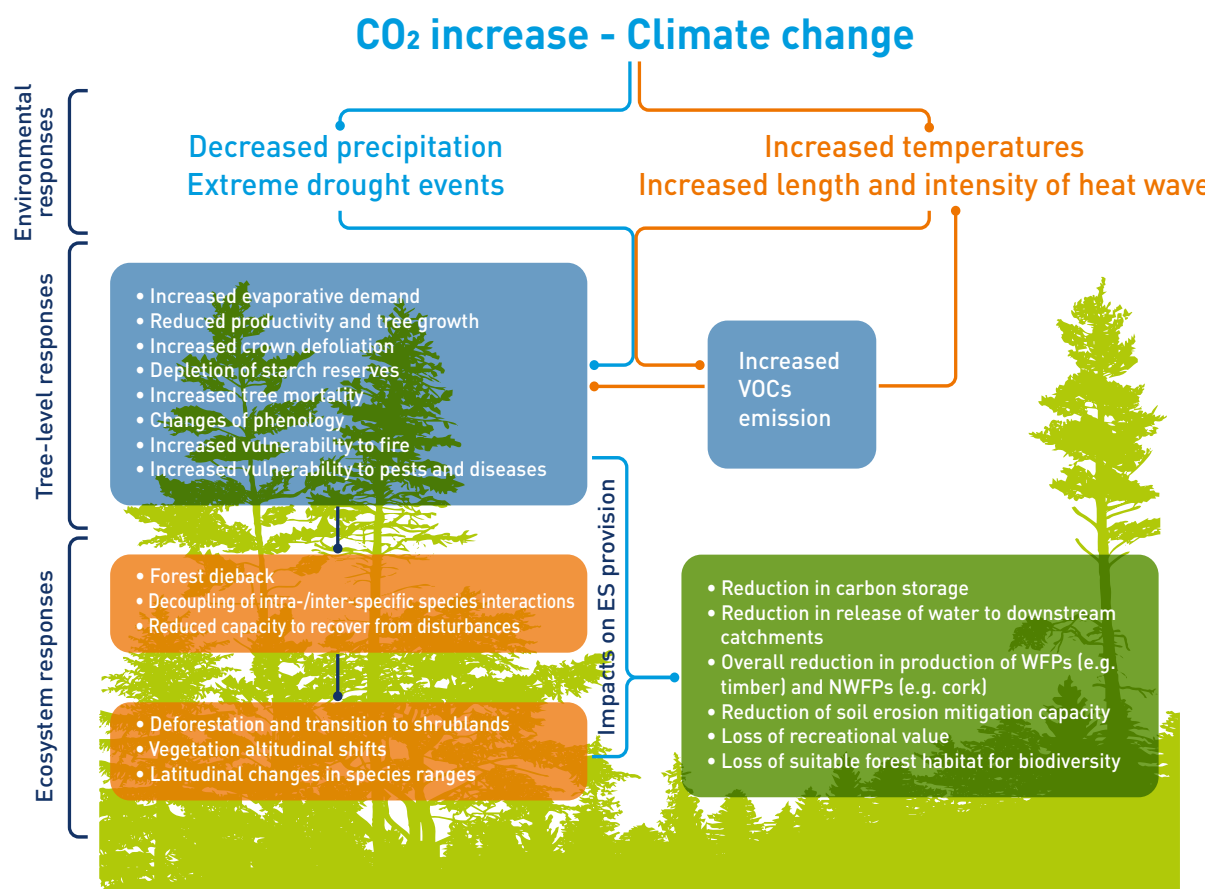 CO₂ increase - Climate change
Environmental
responses
Decreased precipitation
Extreme drought events
Increased temperatures
Increased length and intensity of heat wave
Tree-level responses
• Increased evaporative demand
• Reduced productivity and tree growth
• Increased crown defoliation
• Depletion of starch reserves
• Increased tree mortality
• Changes of phenology
• Increased vulnerability to fire
• Increased vulnerability to pests and diseases
Increased
VOCs
emission
Ecosystem responses
• Forest dieback
• Decoupling of intra-/inter-specific species interactions
• Reduced capacity to recover from disturbances
• Deforestation and transition to shrublands
• Vegetation altitudinal shifts
• Latitudinal changes in species ranges
Impacts on ES provision
• Reduction in carbon storage
• Reduction in release of water to downstream
catchments
• Overall reduction in production of WFPs (e.g.
timber) and NWFPs (e.g. cork)
• Reduction of soil erosion mitigation capacity
• Loss of recreational value
• Loss of suitable forest habitat for biodiversity